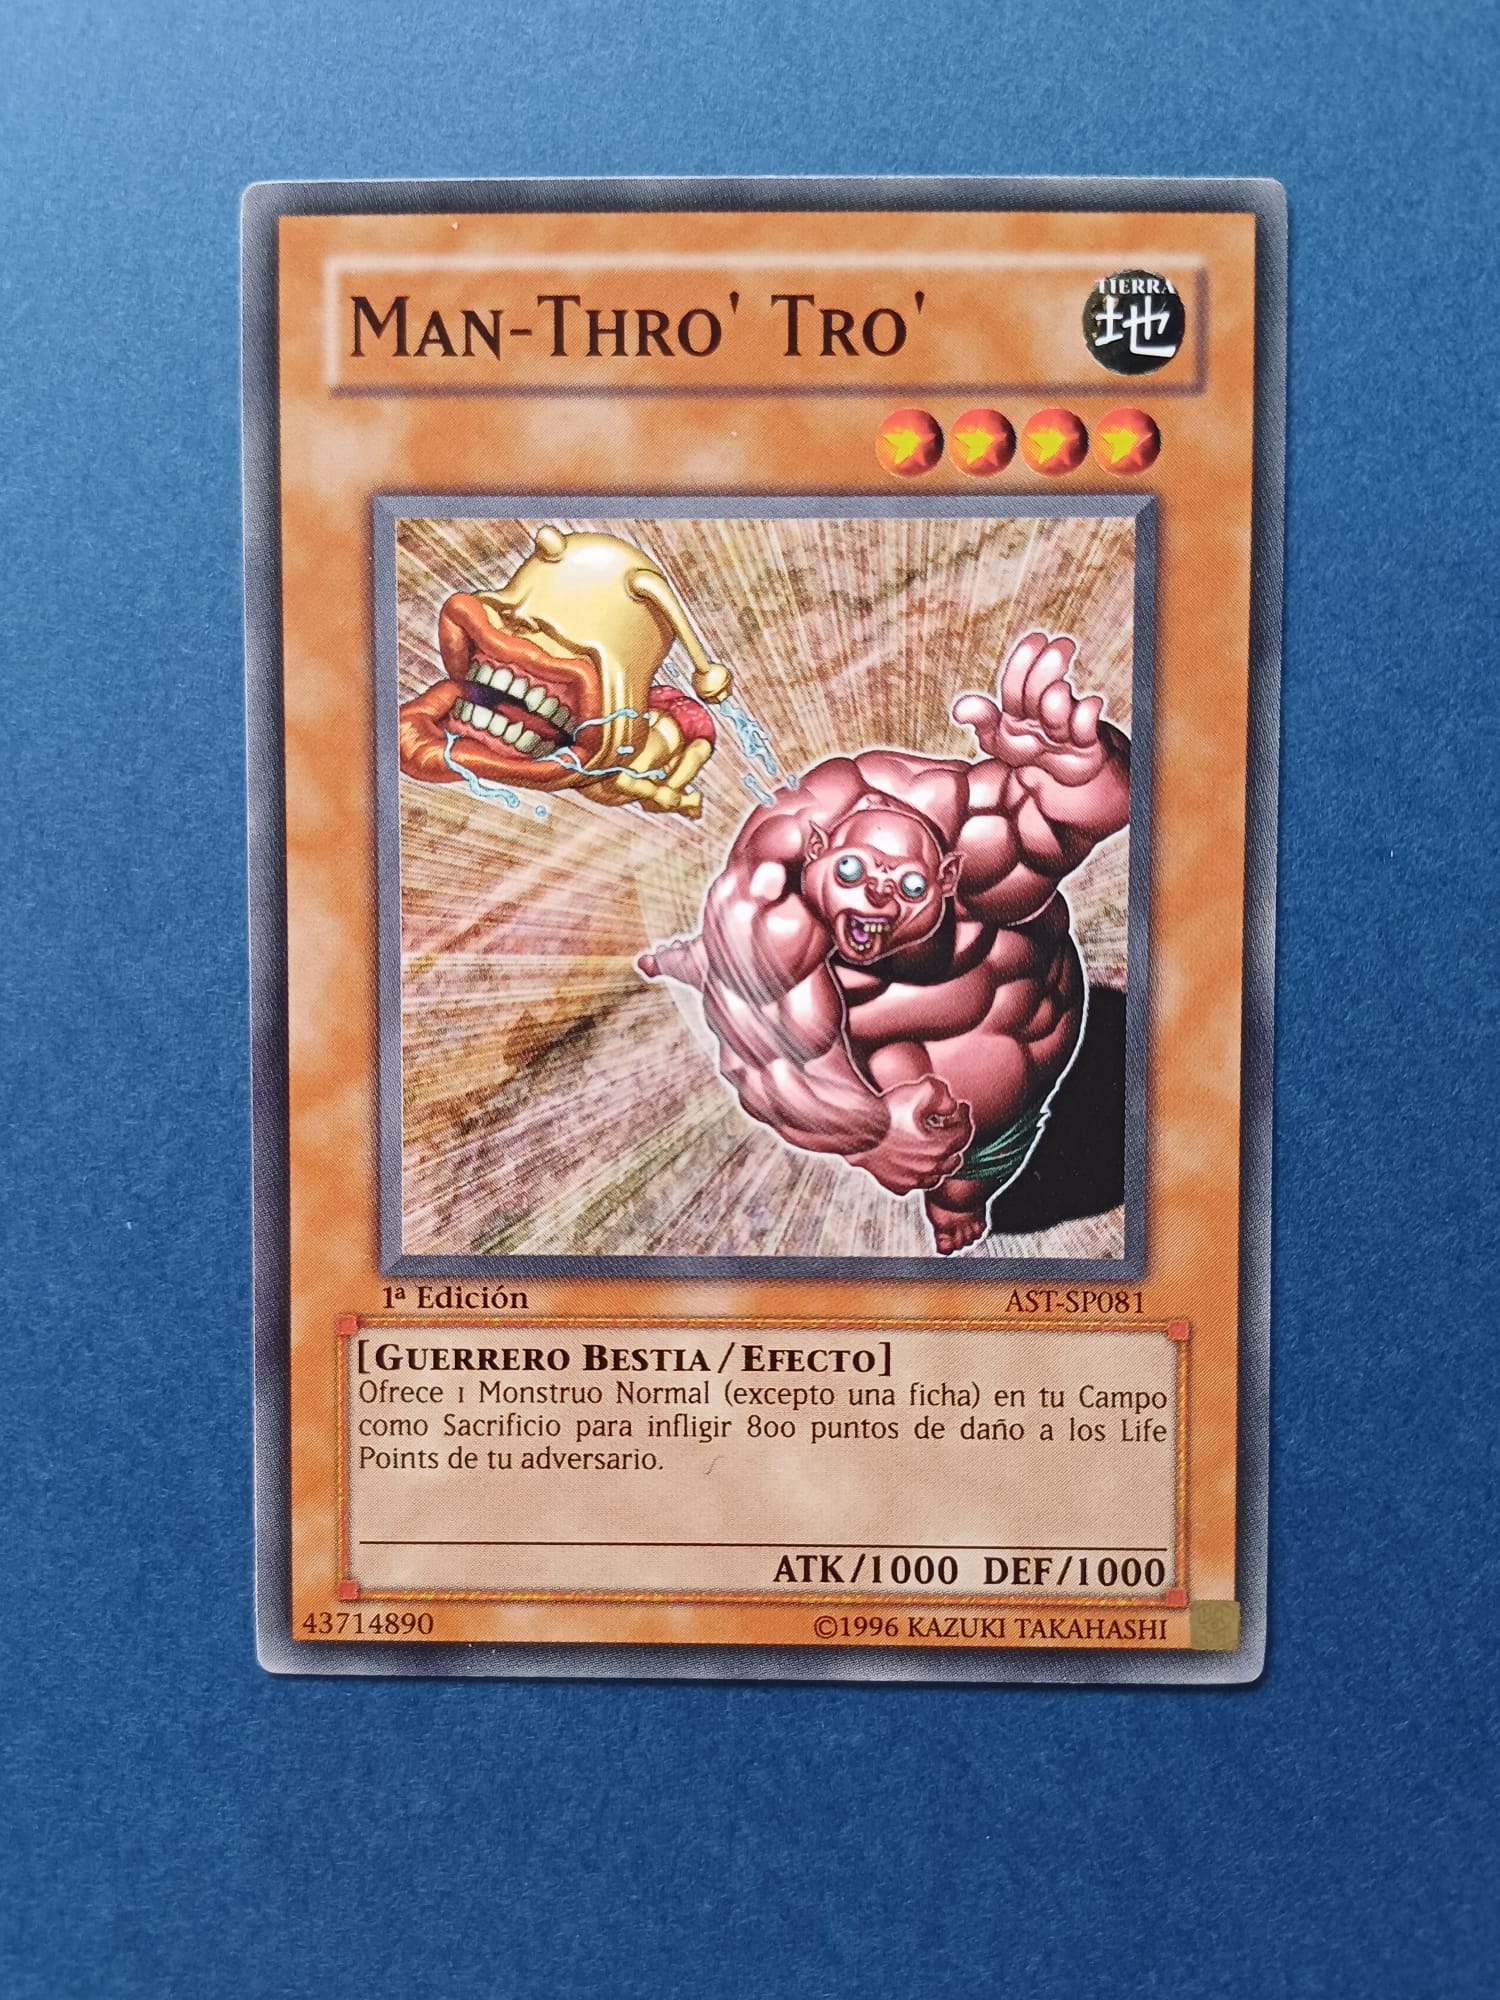 MAN-THRO' TRO'
TIERRA
地
1ª Edición
AST-SP081
[GUERRERO BESTIA/EFECTO]
Ofrece 1 Monstruo Normal (excepto una ficha) en tu Campo
como Sacrificio para infligir 800 puntos de daño a los Life
Points de tu adversario.
ATK/1000 DEF/1000
43714890
©1996 KAZUKI TAKAHASHI